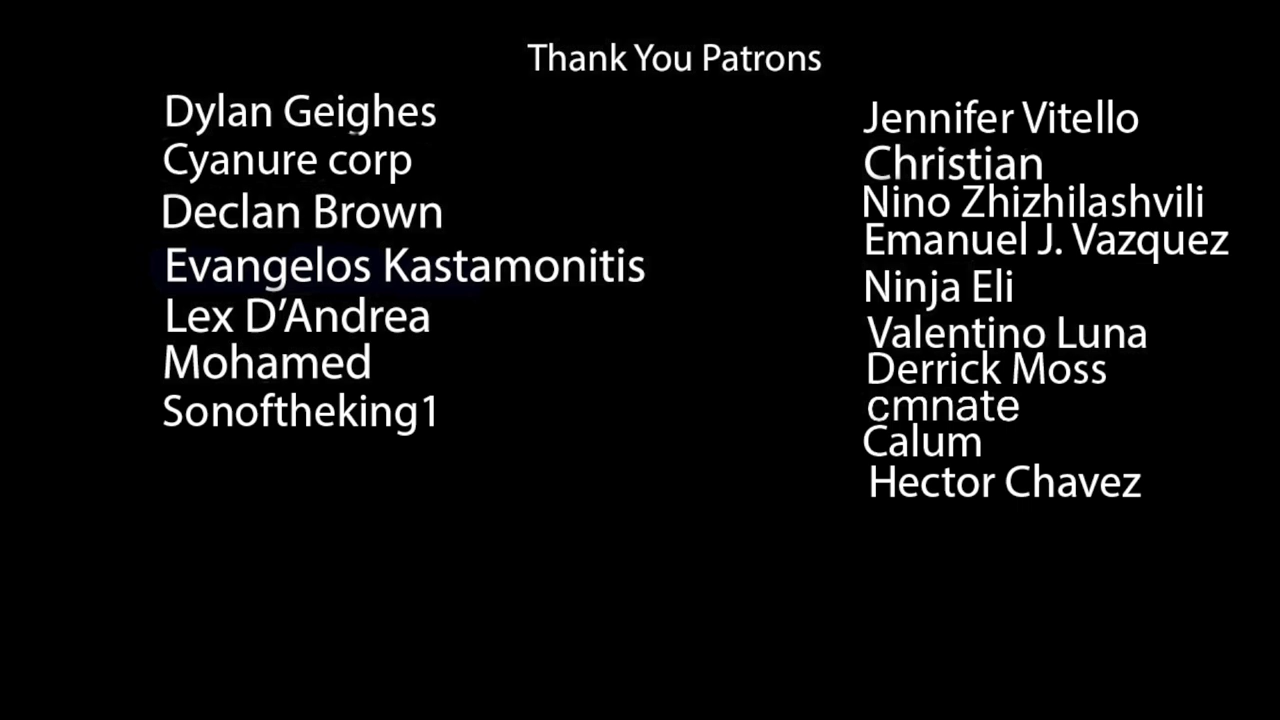 Thank You Patrons
Dylan Geighes
Cyanure corp
Declan Brown
Evangelos Kastamonitis
Lex D’Andrea
Mohamed
Sonoftheking1
Jennifer Vitello
Christian
Nino Zhizhilashvili
Emanuel J. Vazquez
Ninja Eli
Valentino Luna
Derrick Moss
cmnate
Calum
Hector Chavez